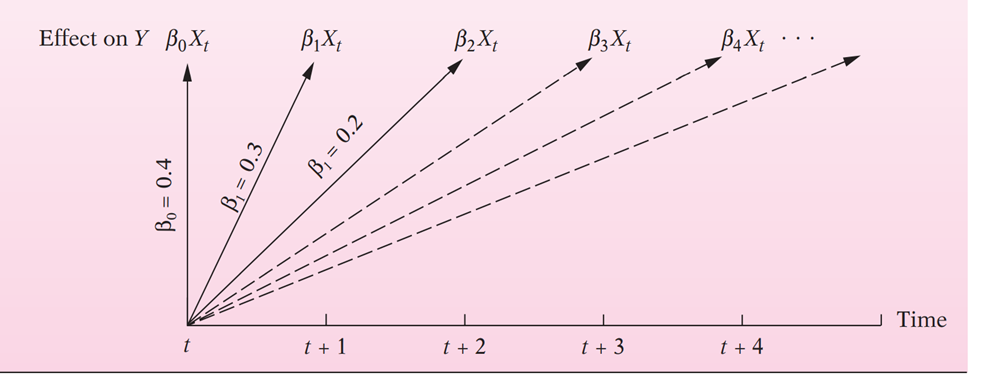 Effect on Y β₀Xₜ β₁Xₜ β₂Xₜ β₃Xₜ β₄Xₜ · · ·
β₀ = 0.4
β₁ = 0.3
β₁ = 0.2
Time
t t + 1 t + 2 t + 3 t + 4